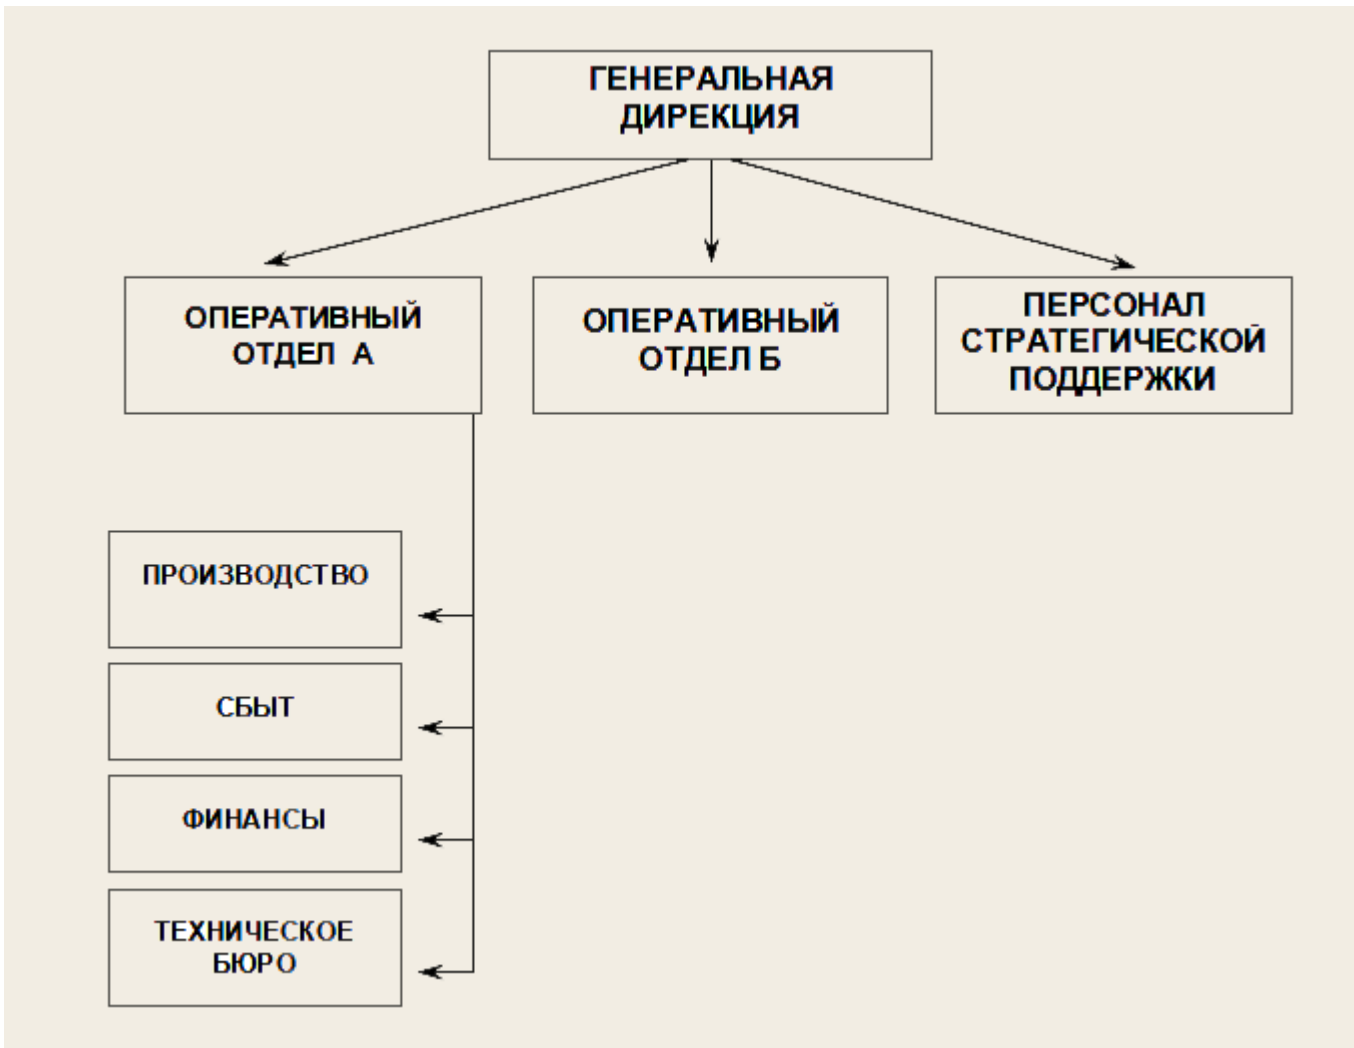 ГЕНЕРАЛЬНАЯ
ДИРЕКЦИЯ
ОПЕРАТИВНЫЙ
ОТДЕЛ А
ОПЕРАТИВНЫЙ
ОТДЕЛ Б
ПЕРСОНАЛ
СТРАТЕГИЧЕСКОЙ
ПОДДЕРЖКИ
ПРОИЗВОДСТВО
СБЫТ
ФИНАНСЫ
ТЕХНИЧЕСКОЕ
БЮРО